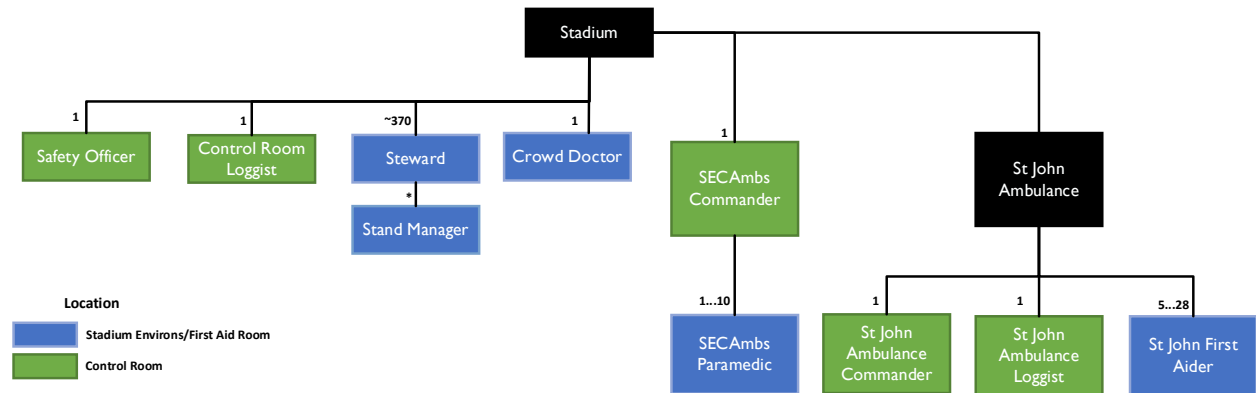 Stadium
1
1
~370
1
1
Safety Officer
Control Room
Loggist
Steward
Crowd Doctor
SECAmbs
Commander
St John
Ambulance
*
Stand Manager
Location
Stadium Environs/First Aid Room
Control Room
1...10
1
1
5...28
SECAmbs
Paramedic
St John
Ambulance
Commander
St John
Ambulance
Loggist
St John First
Aider